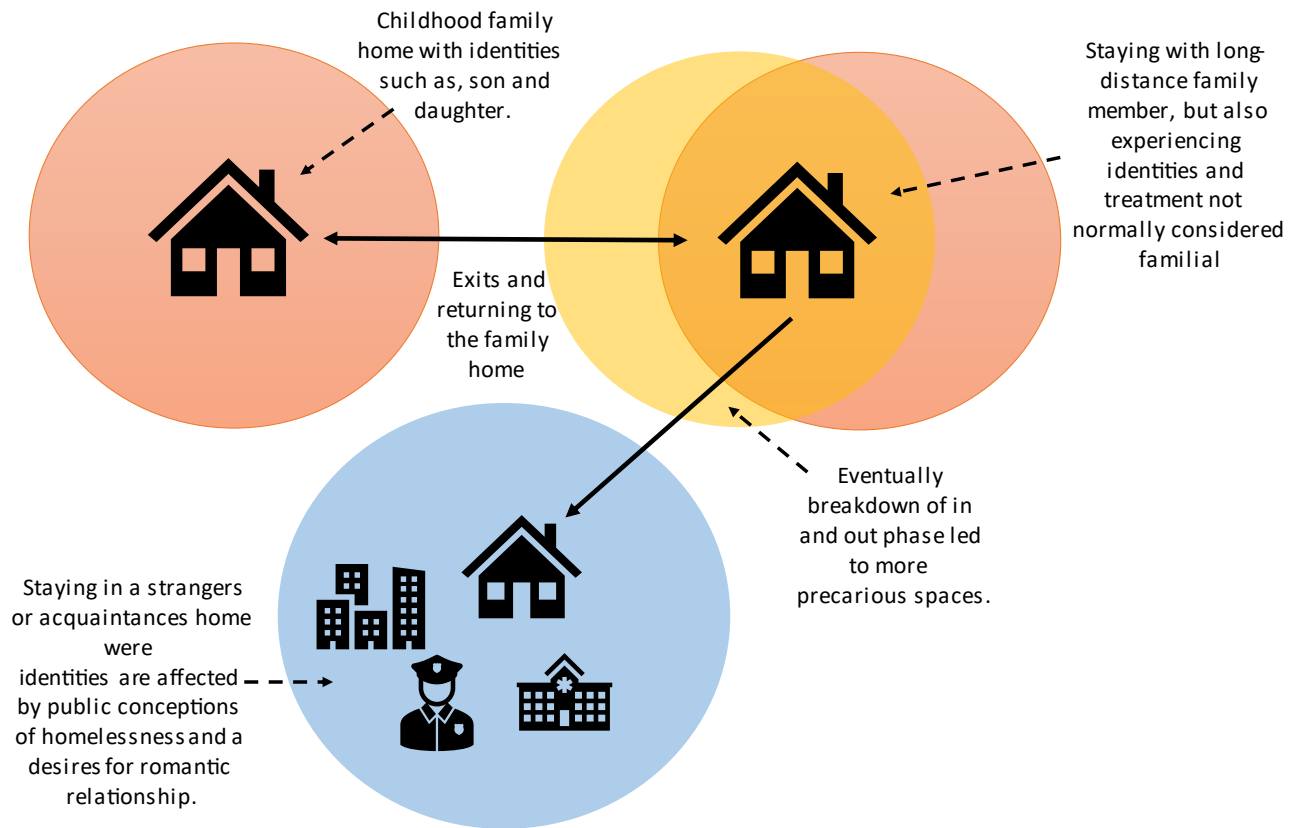 Childhood family
home with identities
such as, son and
daughter.
Staying with long-
distance family
member, but also
experiencing
identities and
treatment not
normally considered
familial
Exits and
returning to
the family
home
Eventually
breakdown of in
and out phase led
to more
precarious spaces.
Staying in a strangers
or acquaintances home
were
identities are affected
by public conceptions
of homelessness and a
desires for romantic
relationship.